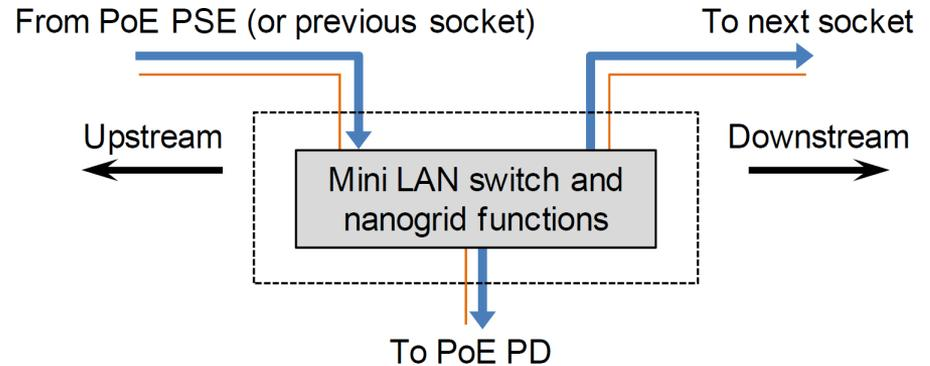 From PoE PSE (or previous socket)
To next socket
Upstream
Downstream
Mini LAN switch and
nanogrid functions
To PoE PD